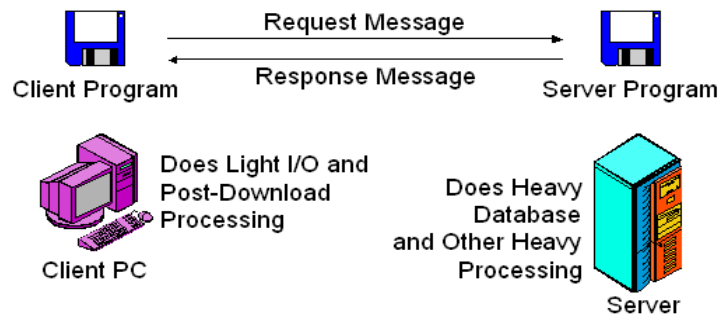 Request Message
Response Message
Client Program
Server Program
Does Light I/O and
Post-Download
Processing
Client PC
Does Heavy
Database
and Other Heavy
Processing
Server